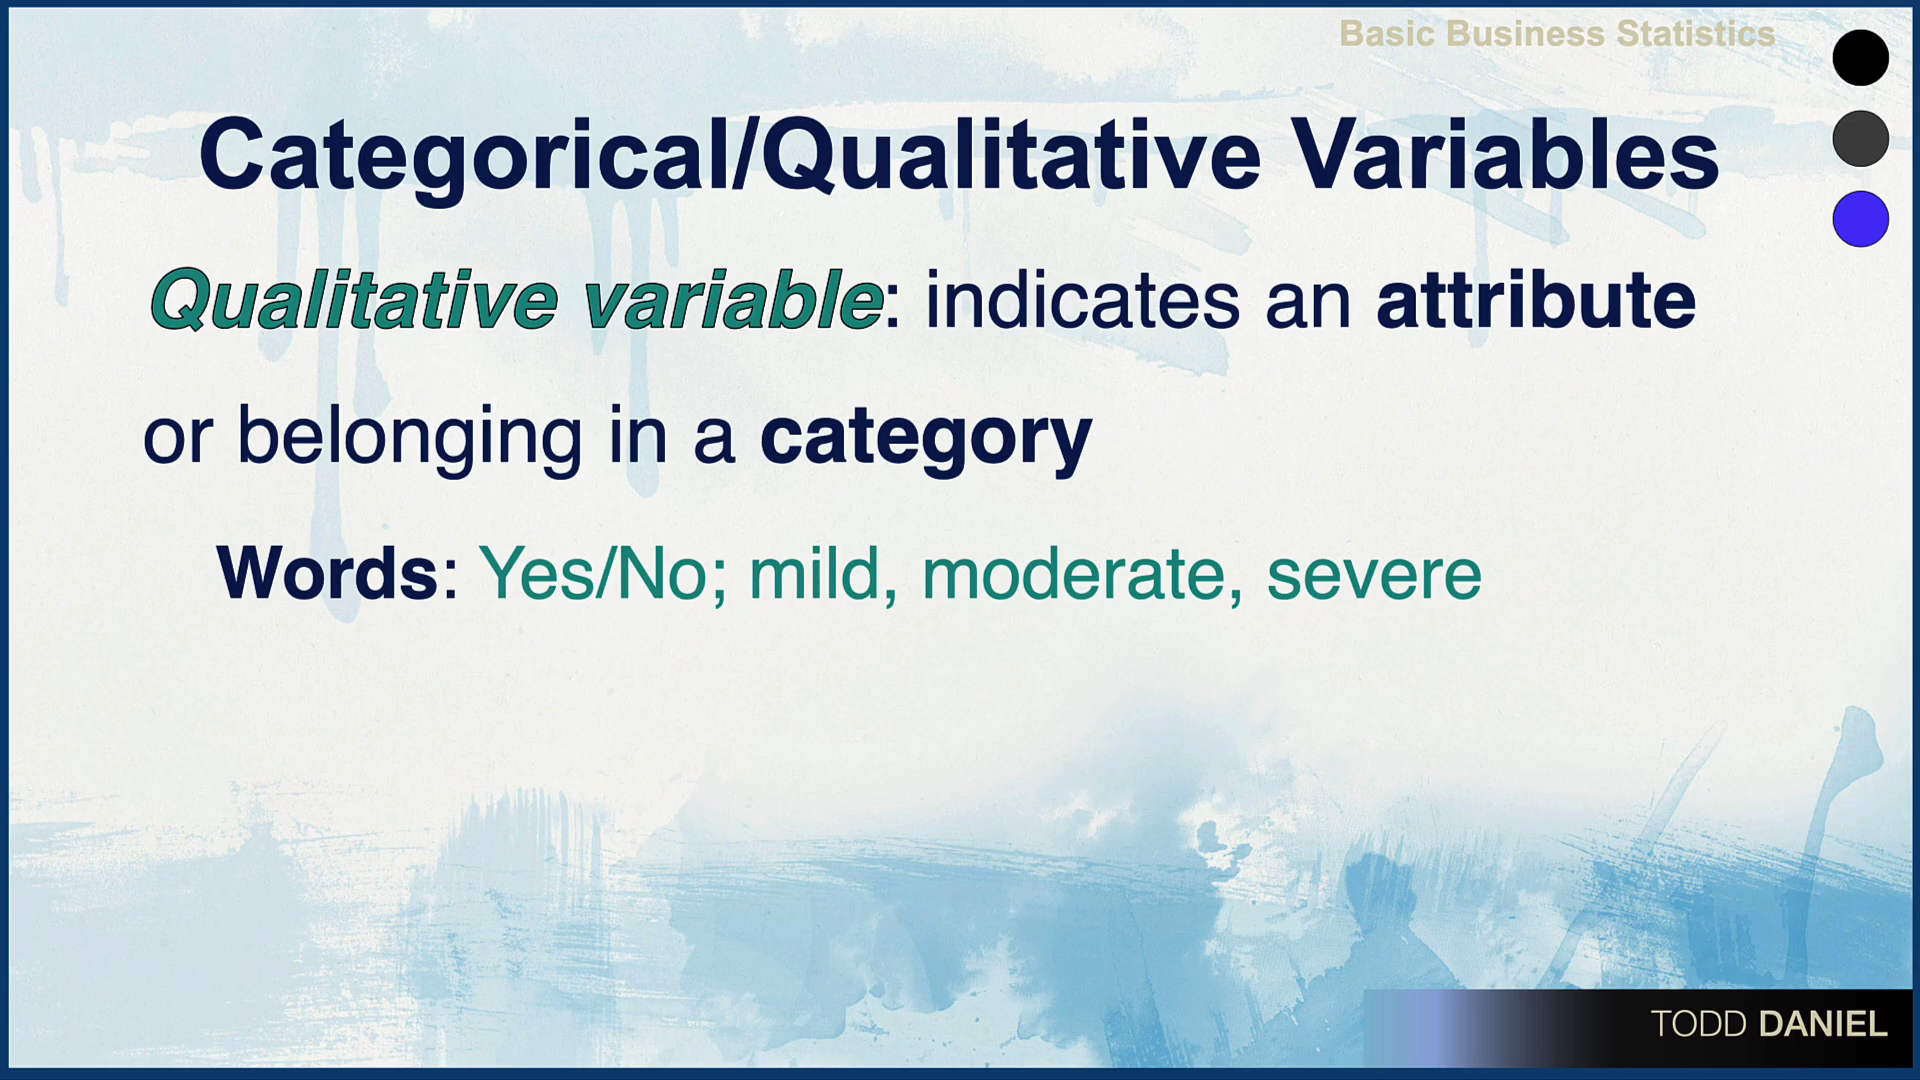 Basic Business Statistics
Categorical/Qualitative Variables
Qualitative variable: indicates an attribute
or belonging in a category
Words: Yes/No; mild, moderate, severe
TODD DANIEL